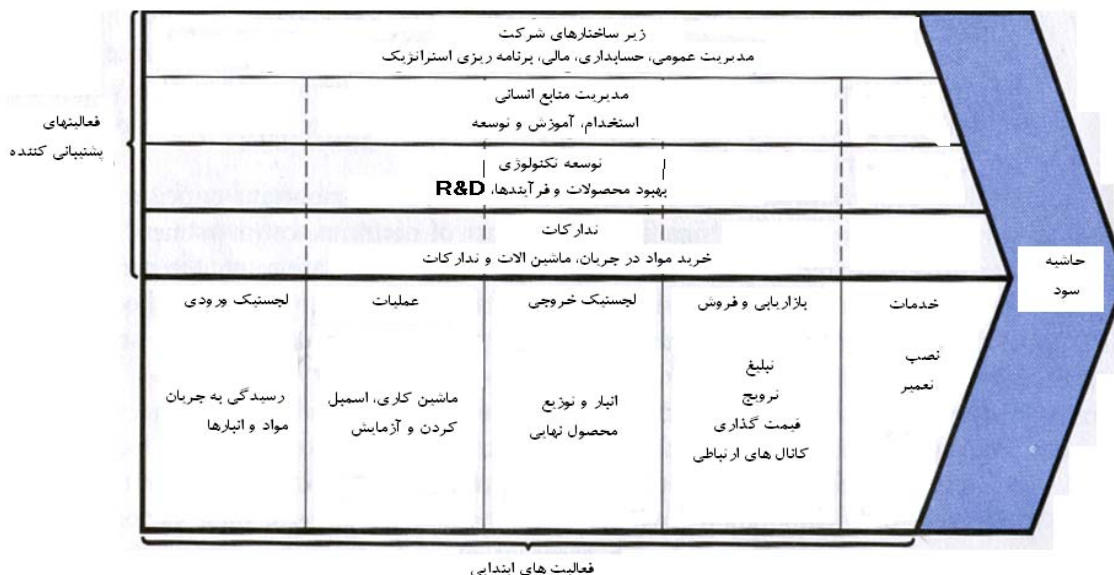 زیر ساختارهای شرکت
مدیریت عمومی، حسابداری، مالی، برنامه ریزی استراتژیک
مدیریت منابع انسانی
استخدام، آموزش و توسعه
فعالیتهای
پشتیبانی کننده
توسعه تکنولوژی
بهبود محصولات و فرآیندها، R&D
تدارکات
خرید مواد در جریان، ماشین الات و تدارکات
حاشیه
سود
خدمات
نصب
تعمیر
بازاریابی و فروش
تبلیغ
ترویج
قیمت گذاری
کانال های ارتباطی
لجستیک خروجی
انبار و توزیع
محصول نهایی
عملیات
ماشین کاری، اسمبل
کردن و آزمایش
لجستیک ورودی
رسیدگی به جریان
مواد و انبارها
فعالیت های ابتدایی